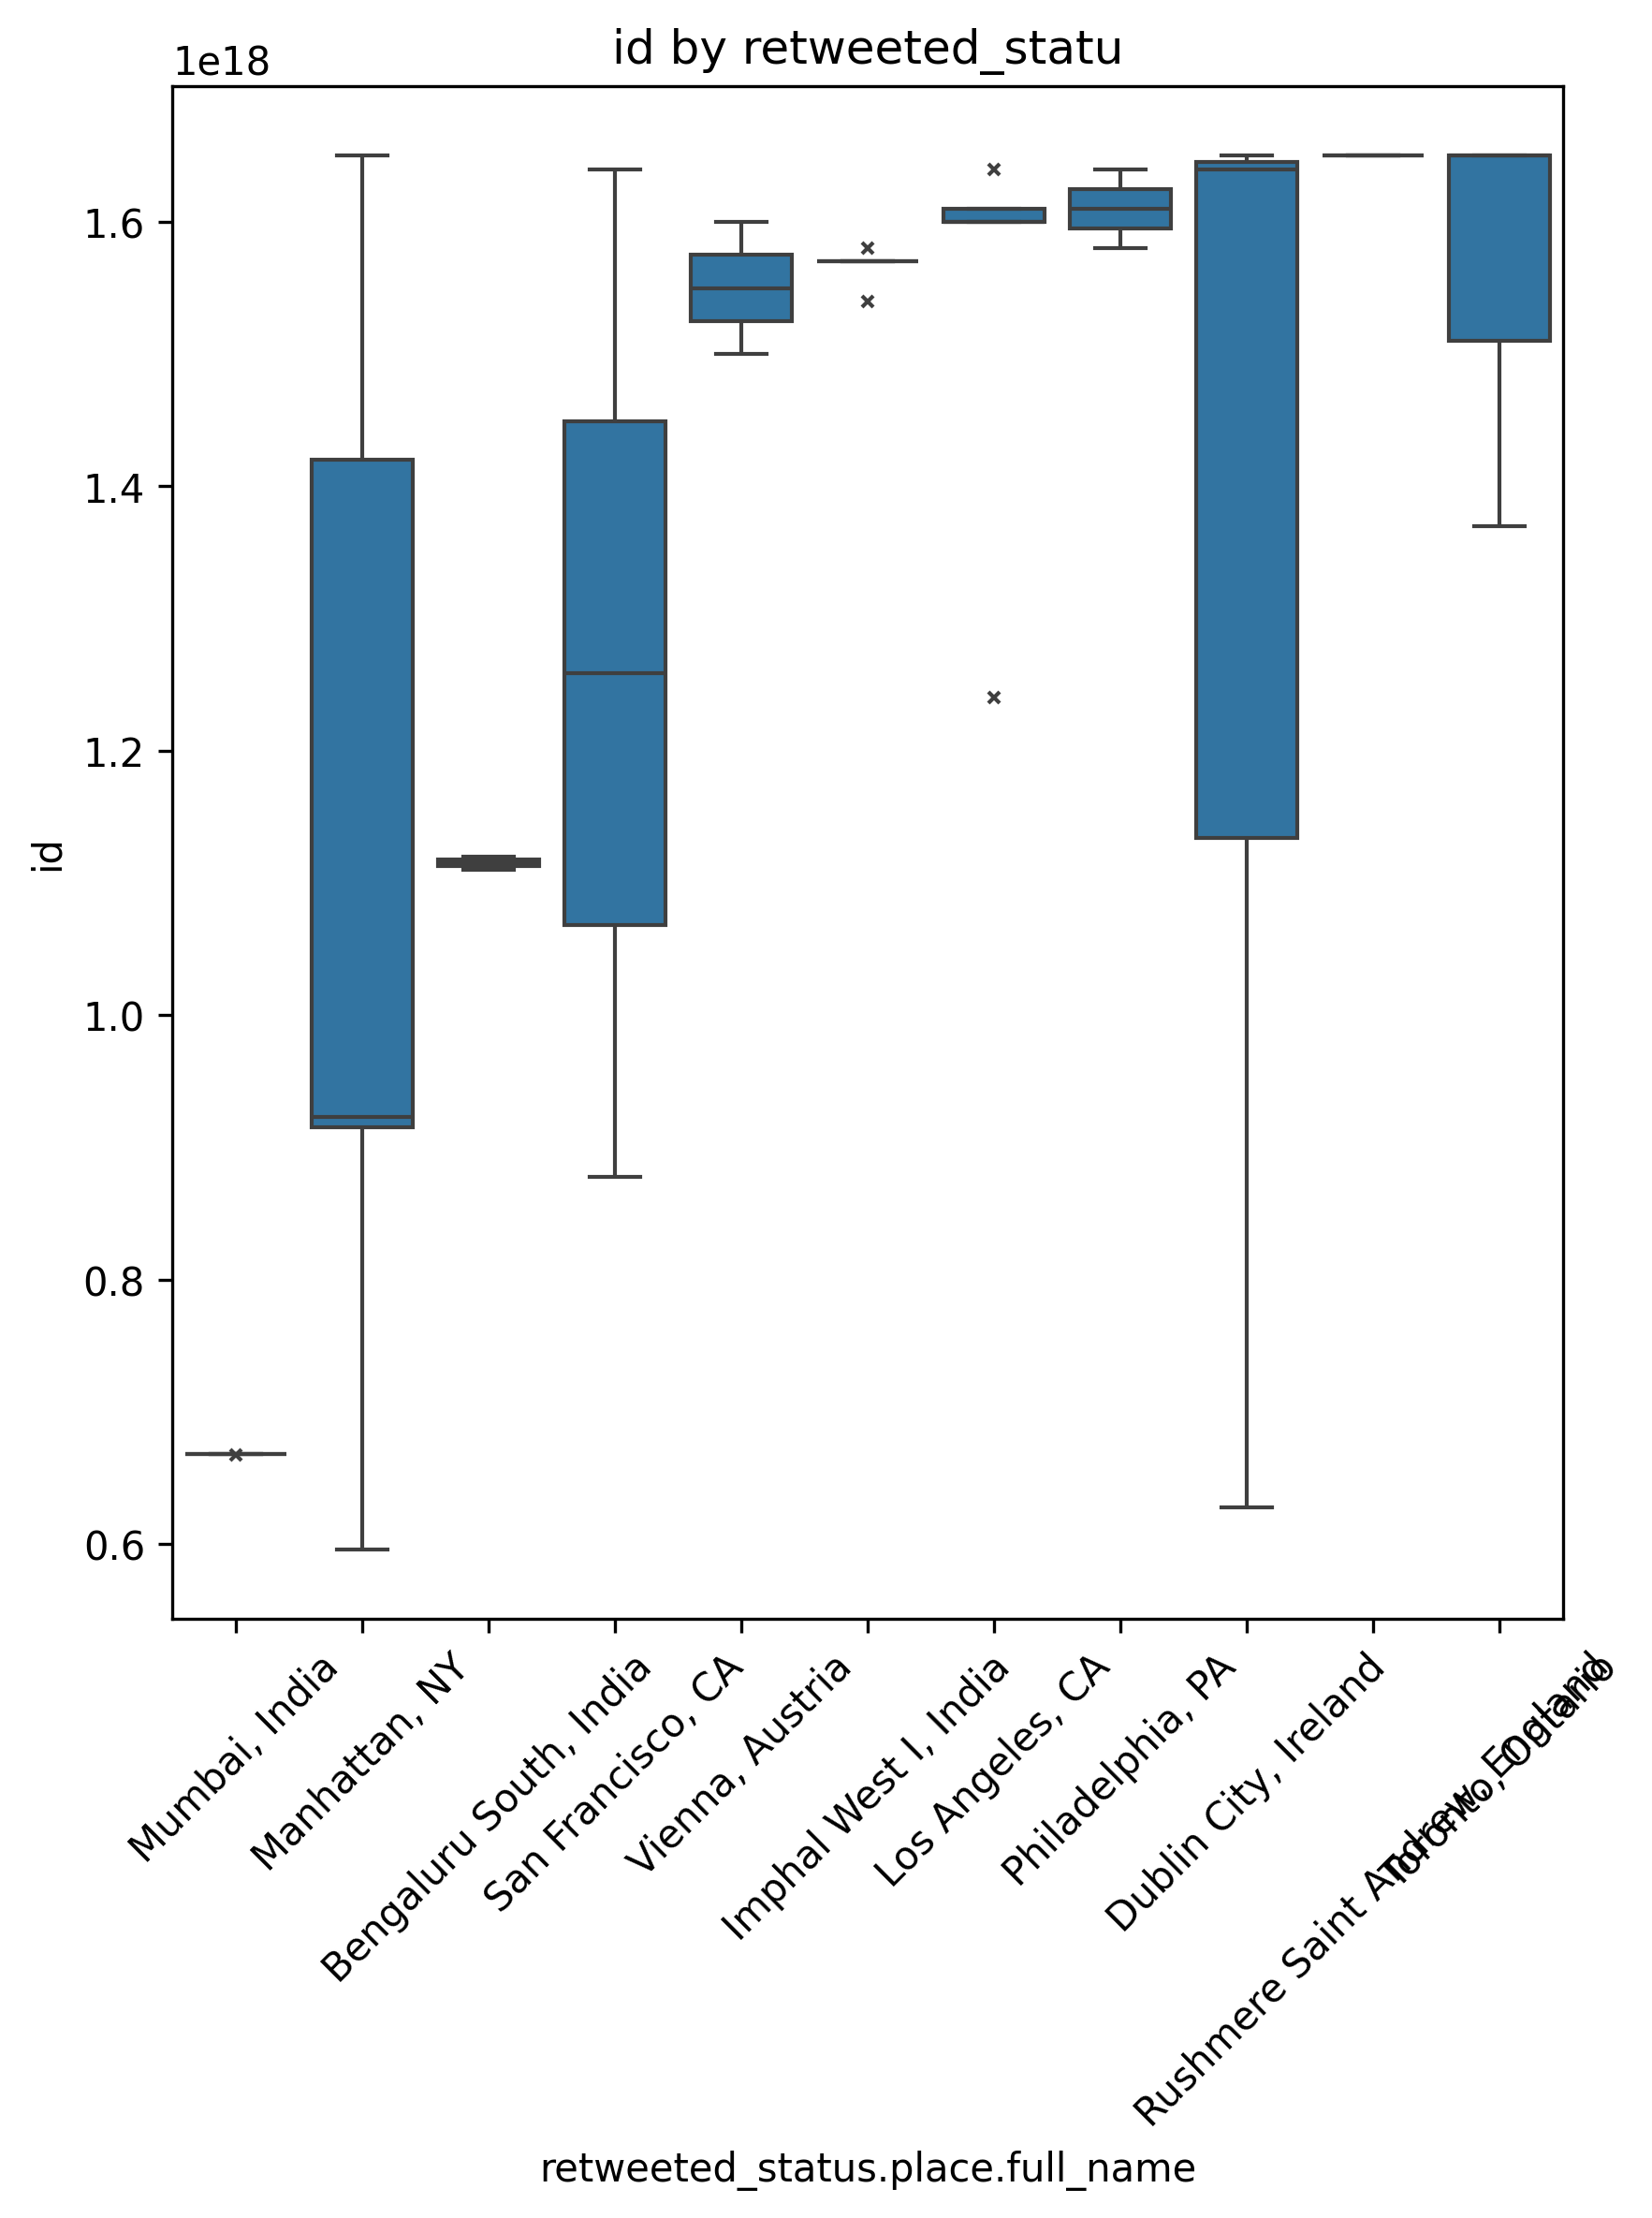 id by retweeted_statu
1e18
1.6
1.4
1.2
1.0
0.8
0.6
id
Mumbai, India
Manhattan, NY
Bengaluru South, India
San Francisco, CA
Vienna, Austria
Imphal West I, India
Los Angeles, CA
Philadelphia, PA
Dublin City, Ireland
Rushmere Saint Andrew, England
Toronto, Ontario
retweeted_status.place.full_name